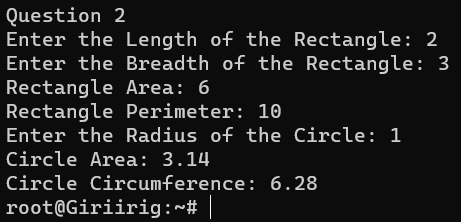 Question 2
Enter the Length of the Rectangle: 2
Enter the Breadth of the Rectangle: 3
Rectangle Area: 6
Rectangle Perimeter: 10
Enter the Radius of the Circle: 1
Circle Area: 3.14
Circle Circumference: 6.28
root@Giriirig:~#